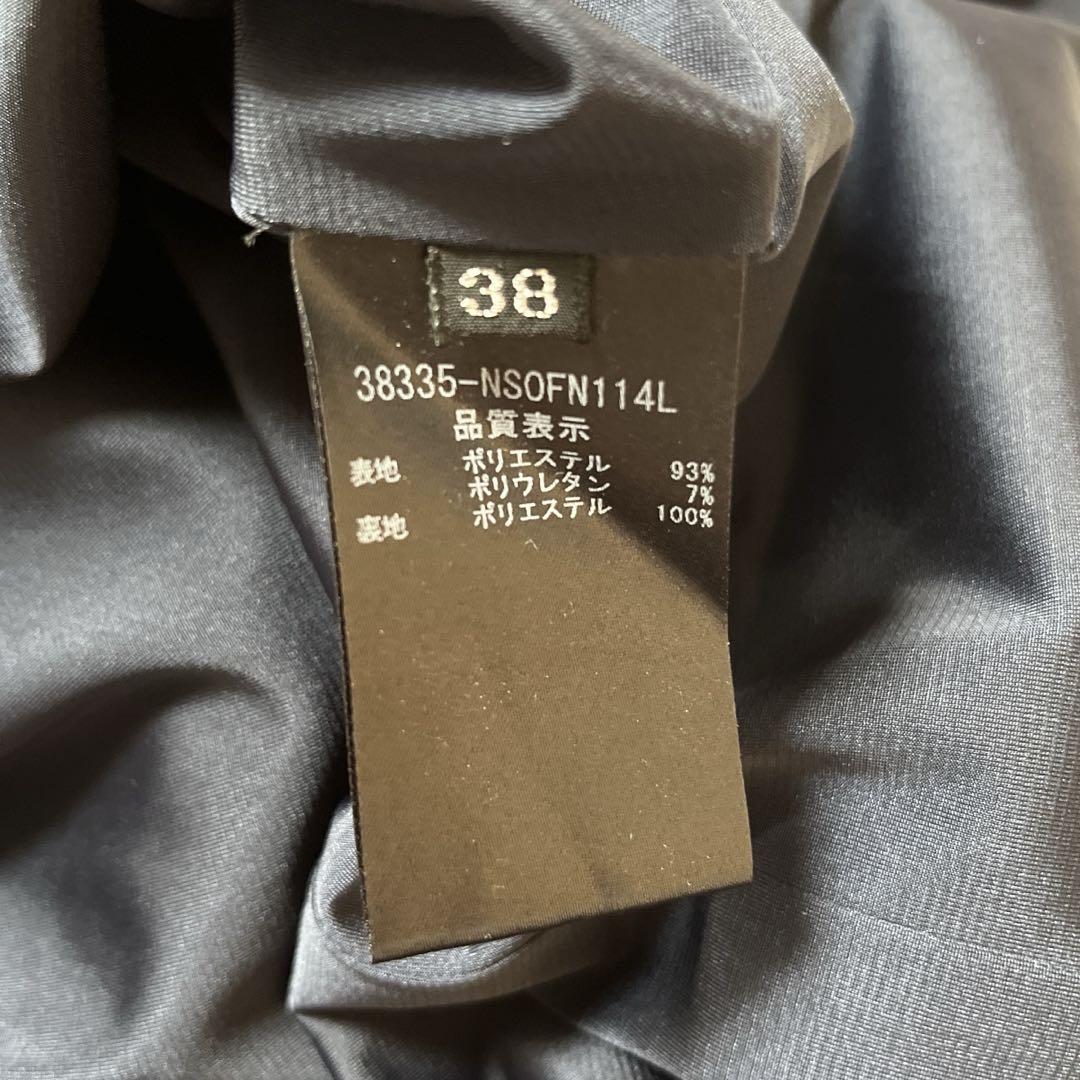 38
38335-NSOFN114L
品質表示
表地 ポリエステル 93%
ポリウレタン 7%
裏地 ポリエステル 100%